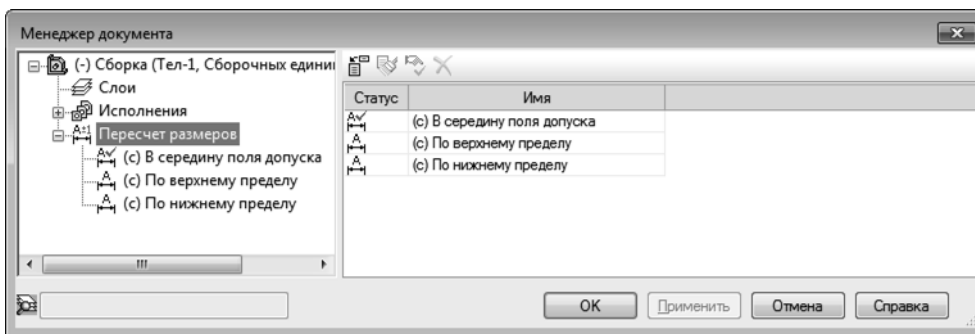 Менеджер документа
(-) Сборка (Тел-1, Сборочных едини
Слои
Исполнения
Пересчет размеров
(с) В середину поля допуска
(с) По верхнему пределу
(с) По нижнему пределу
Статус Имя
(с) В середину поля допуска
(с) По верхнему пределу
(с) По нижнему пределу
OK Применить Отмена Справка